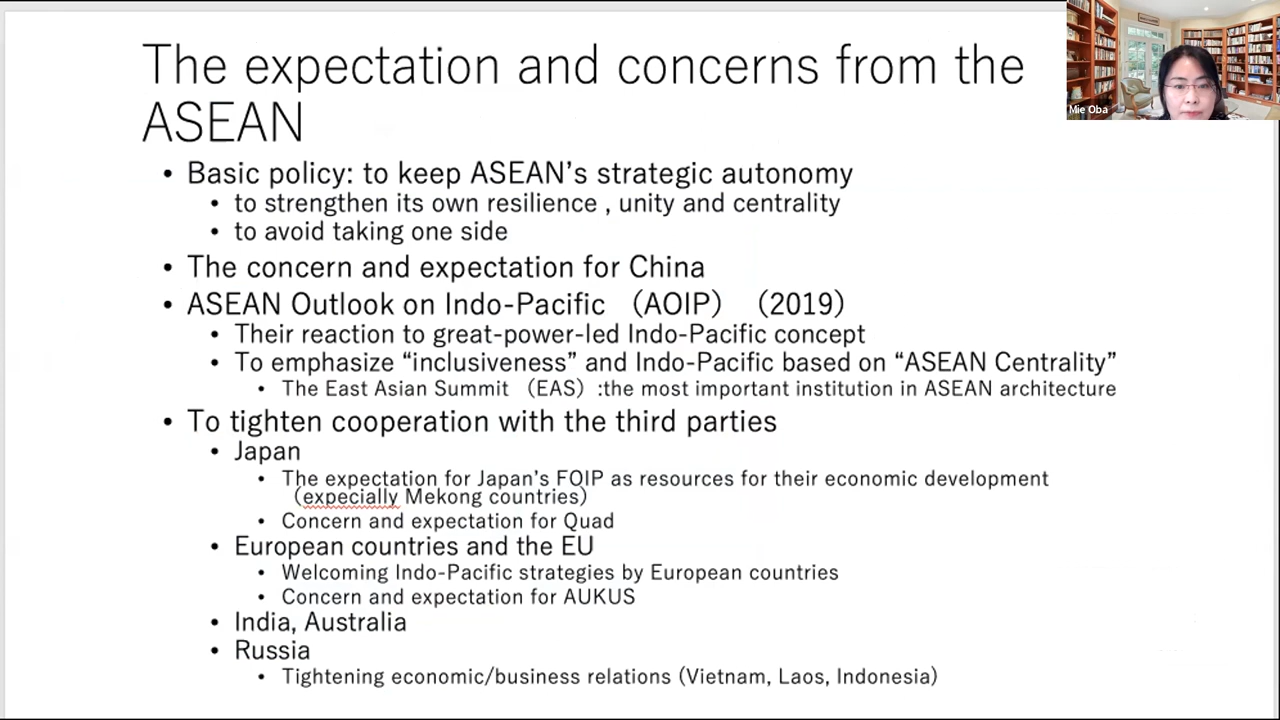 The expectation and concerns from the
ASEAN
• Basic policy: to keep ASEAN’s strategic autonomy
• to strengthen its own resilience , unity and centrality
• to avoid taking one side
• The concern and expectation for China
• ASEAN Outlook on Indo-Pacific （AOIP） （2019）
• Their reaction to great-power-led Indo-Pacific concept
• To emphasize “inclusiveness” and Indo-Pacific based on “ASEAN Centrality”
• The East Asian Summit （EAS）:the most important institution in ASEAN architecture
• To tighten cooperation with the third parties
• Japan
• The expectation for Japan’s FOIP as resources for their economic development
（expecially Mekong countries）
• Concern and expectation for Quad
• European countries and the EU
• Welcoming Indo-Pacific strategies by European countries
• Concern and expectation for AUKUS
• India, Australia
• Russia
• Tightening economic/business relations (Vietnam, Laos, Indonesia)
Mie Oba